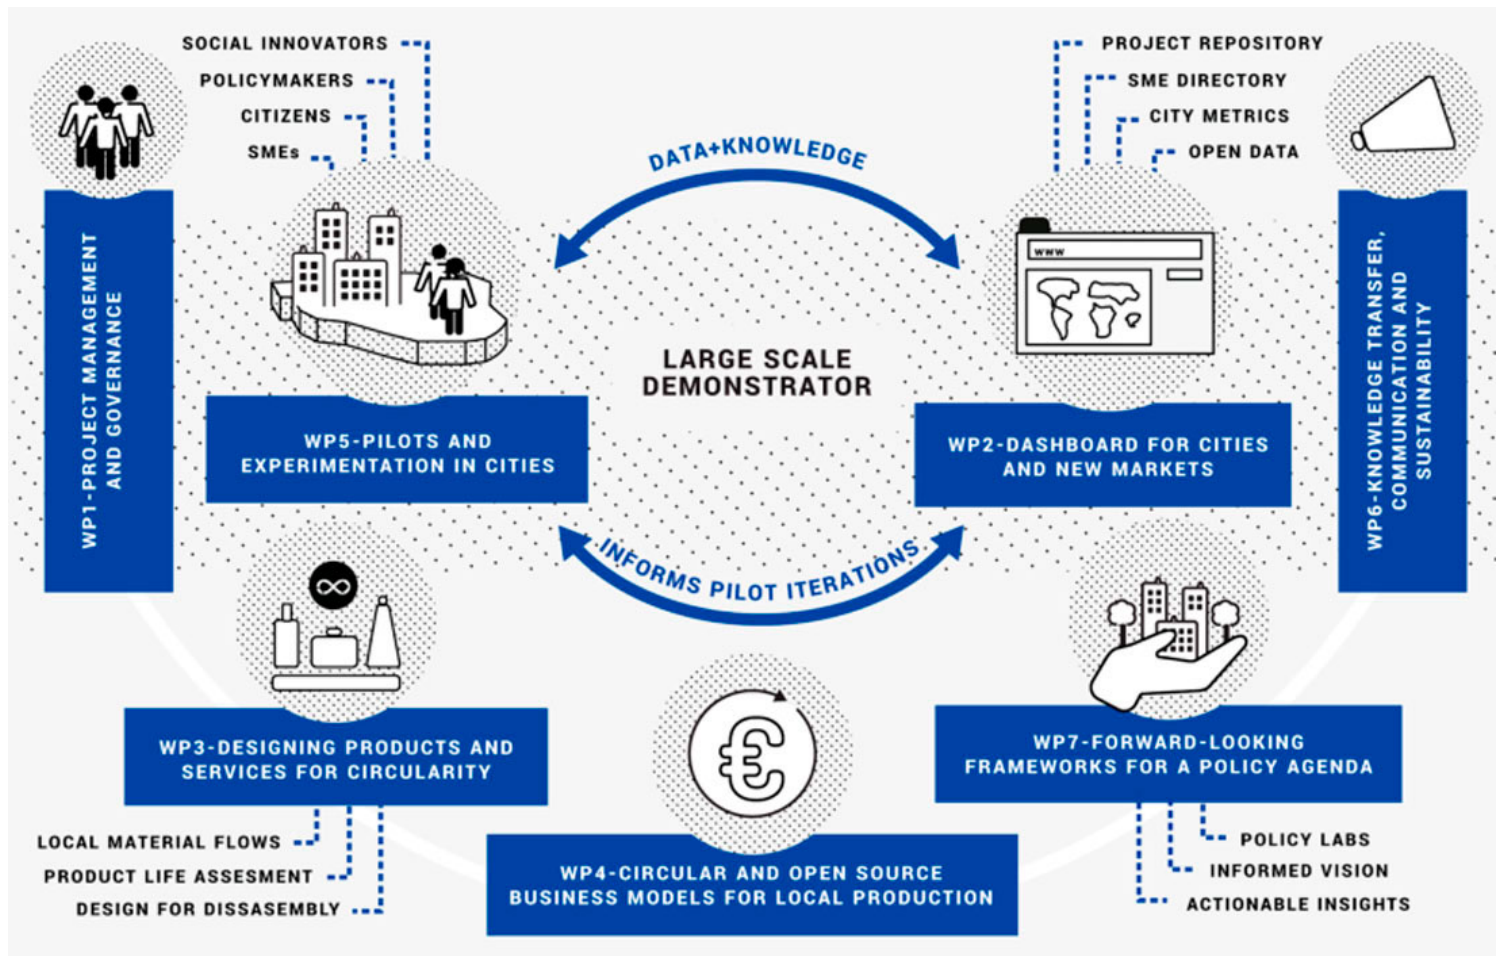 SOCIAL INNOVATORS
POLICYMAKERS
CITIZENS
SMEs
PROJECT REPOSITORY
SME DIRECTORY
CITY METRICS
OPEN DATA
DATA+KNOWLEDGE
WWW
WP1-PROJECT MANAGEMENT
AND GOVERNANCE
LARGE SCALE
DEMONSTRATOR
WP5-PILOTS AND
EXPERIMENTATION IN CITIES
WP2-DASHBOARD FOR CITIES
AND NEW MARKETS
WP6-KNOWLEDGE TRANSFER,
COMMUNICATION AND
SUSTAINABILITY
INFORMS PILOT ITERATIONS
WP3-DESIGNING PRODUCTS AND
SERVICES FOR CIRCULARITY
LOCAL MATERIAL FLOWS
PRODUCT LIFE ASSESMENT
DESIGN FOR DISSASEMBLY
€
WP4-CIRCULAR AND OPEN SOURCE
BUSINESS MODELS FOR LOCAL PRODUCTION
WP7-FORWARD-LOOKING
FRAMEWORKS FOR A POLICY AGENDA
POLICY LABS
INFORMED VISION
ACTIONABLE INSIGHTS